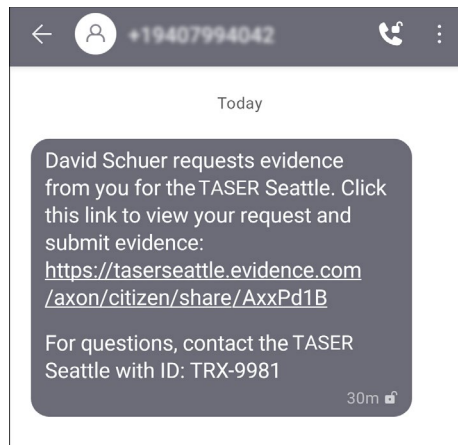 Today
David Schuer requests evidence
from you for the TASER Seattle. Click
this link to view your request and
submit evidence:
https://taserseattle.evidence.com
/axon/citizen/share/AxxPd1B
For questions, contact the TASER
Seattle with ID: TRX-9981
30m